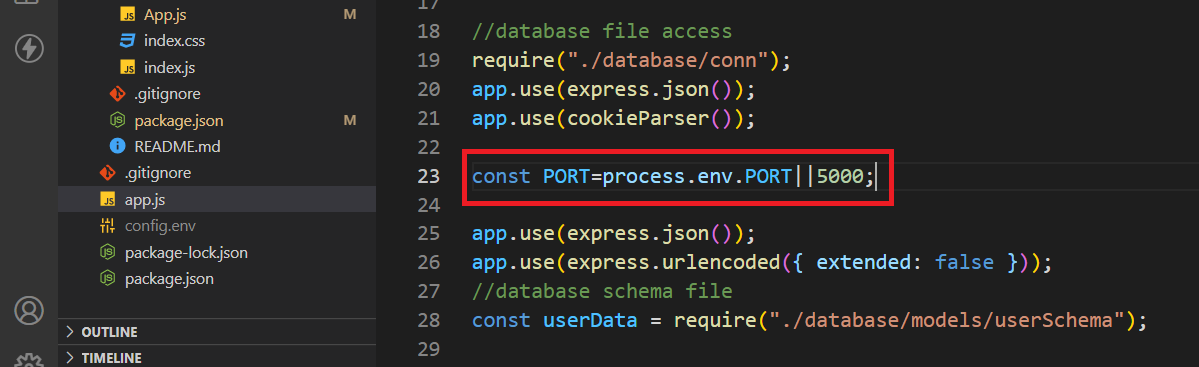 App.js M
index.css
index.js
.gitignore
package.json M
README.md
.gitignore
app.js
config.env
package-lock.json
package.json
OUTLINE
TIMELINE
17
18 //database file access
19 require("./database/conn");
20 app.use(express.json());
21 app.use(cookieParser());
22
23 const PORT=process.env.PORT||5000;
24
25 app.use(express.json());
26 app.use(express.urlencoded({ extended: false }));
27 //database schema file
28 const userData = require("./database/models/userSchema");
29